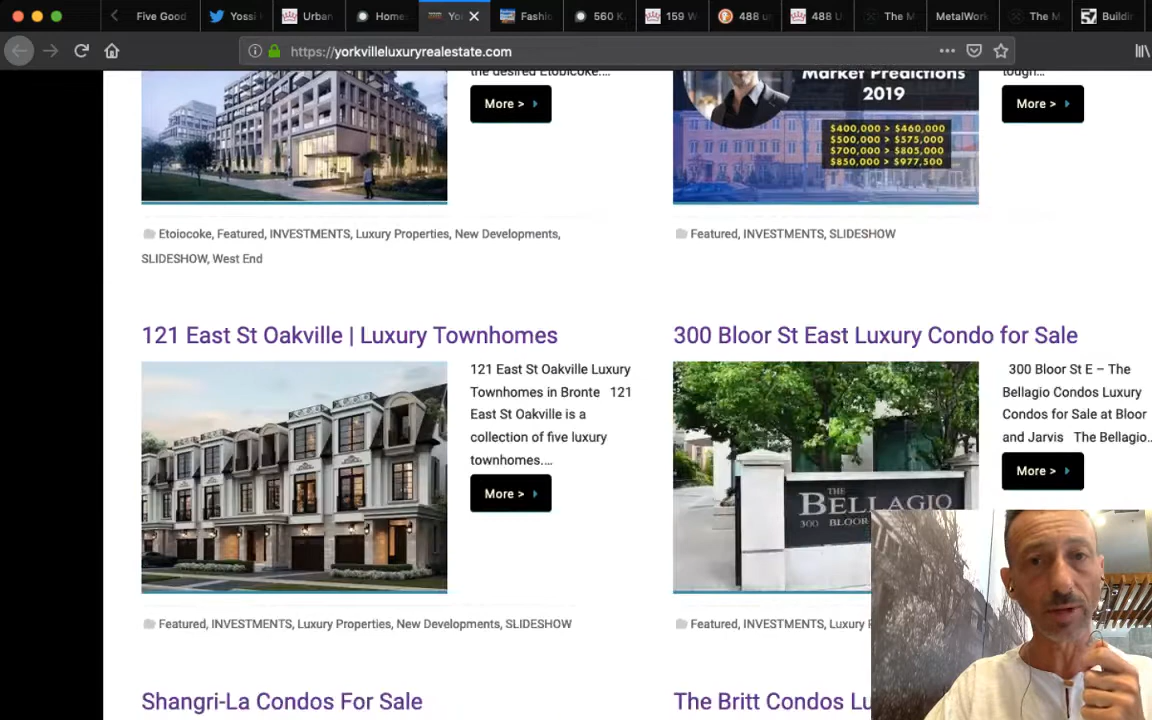 Five Good
Yossi
Urban
Home
Yo
Fashio
560 K
159 W
488 u
488 U
The M
MetalWork
The M
Buildin
https://yorkvilleluxuryrealestate.com
the desired Etobicoke....
More >
Market Predictions
2019
$400,000 > $460,000
$500,000 > $575,000
$700,000 > $805,000
$850,000 > $977,500
tough...
More >
Etoiocoke, Featured, INVESTMENTS, Luxury Properties, New Developments,
SLIDESHOW, West End
Featured, INVESTMENTS, SLIDESHOW
121 East St Oakville | Luxury Townhomes
121 East St Oakville Luxury
Townhomes in Bronte 121
East St Oakville is a
collection of five luxury
townhomes....
More >
Featured, INVESTMENTS, Luxury Properties, New Developments, SLIDESHOW
300 Bloor St East Luxury Condo for Sale
300 Bloor St E – The
Bellagio Condos Luxury
Condos for Sale at Bloor
and Jarvis The Bellagio...
More >
THE
BELLAGIO
300 BLOOR
Featured, INVESTMENTS, Luxury
Shangri-La Condos For Sale
The Britt Condos Lu